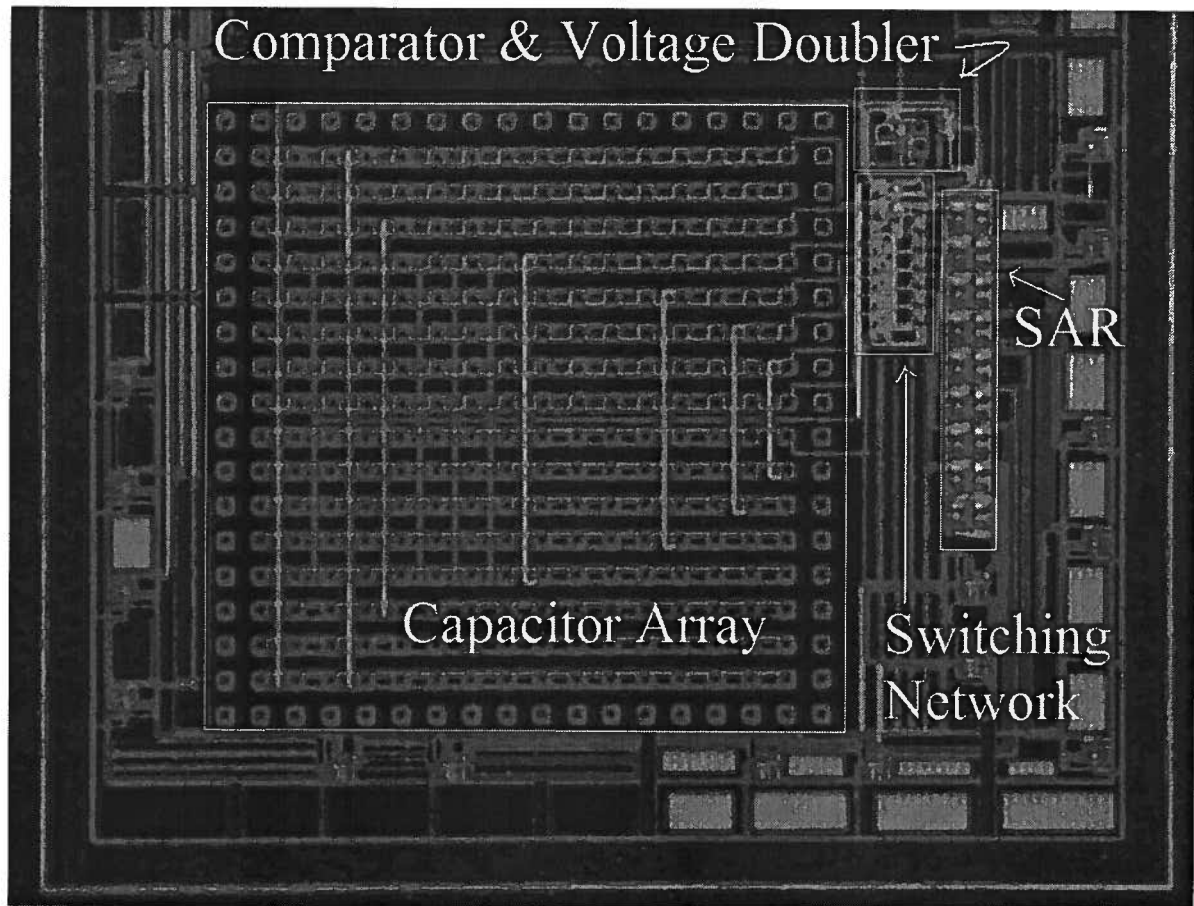 Comparator & Voltage Doubler
SAR
Capacitor Array
Switching
Network